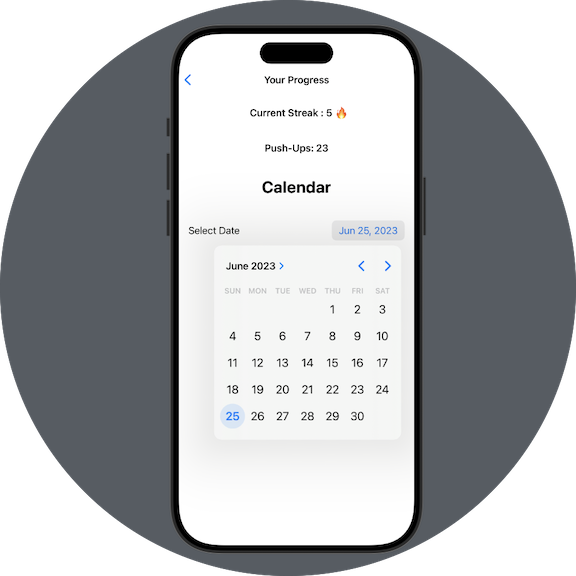 Your Progress
Current Streak : 5 🔥
Push-Ups: 23
Calendar
Select Date Jun 25, 2023
June 2023
SUN MON TUE WED THU FRI SAT
1 2 3
4 5 6 7 8 9 10
11 12 13 14 15 16 17
18 19 20 21 22 23 24
25 26 27 28 29 30